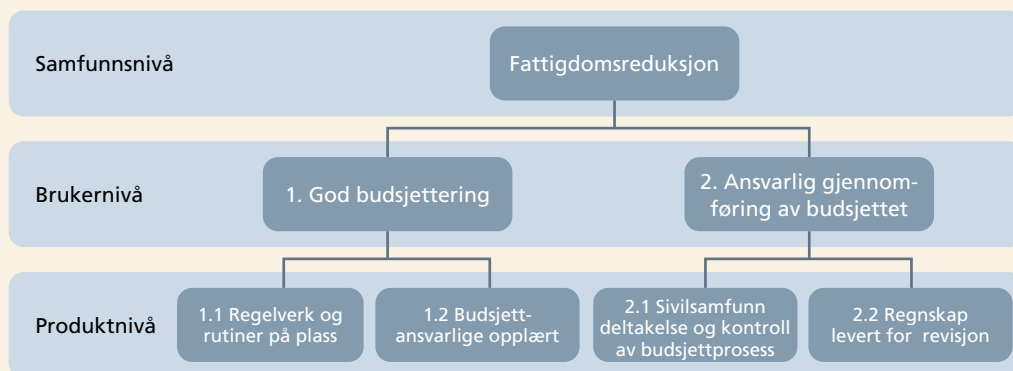 Samfunnsnivå
Fattigdomsreduksjon
Brukernivå
1. God budsjettering
2. Ansvarlig gjennom-
føring av budsjettet
Produktnivå
1.1 Regelverk og
rutiner på plass
1.2 Budsjett-
ansvarlige opplært
2.1 Sivilsamfunn
deltakelse og kontroll
av budsjettprosess
2.2 Regnskap
levert for revisjon